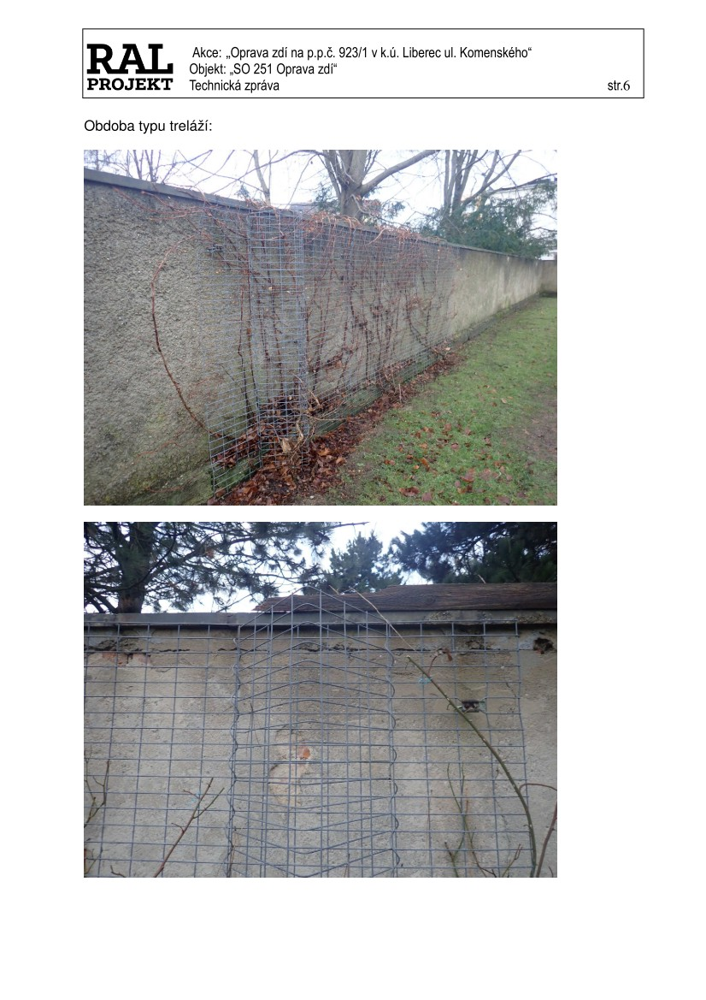 RAL
PROJEKT
Akce: „Oprava zdí na p.p.č. 923/1 v k.ú. Liberec ul. Komenského“
Objekt: „SO 251 Oprava zdí“
Technická zpráva str.6
Obdoba typu treláží: